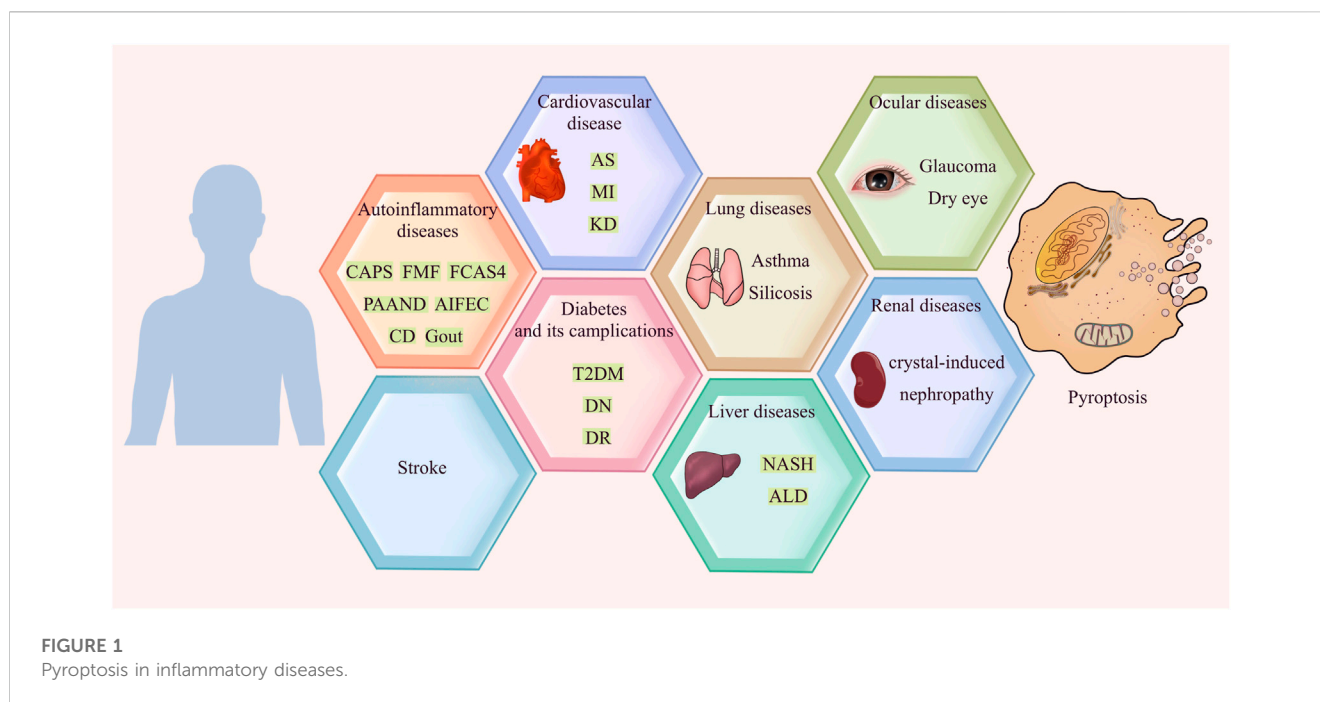 Cardiovascular
disease
AS
MI
KD
Ocular diseases
Glaucoma
Dry eye
Autoinflammatory
diseases
CAPS FMF FCAS4
PAAND AIFEC
CD Gout
Lung diseases
Asthma
Silicosis
Diabetes
and its camplications
T2DM
DN
DR
Renal diseases
crystal-induced
nephropathy
Pyroptosis
Stroke
Liver diseases
NASH
ALD
FIGURE 1
Pyroptosis in inflammatory diseases.